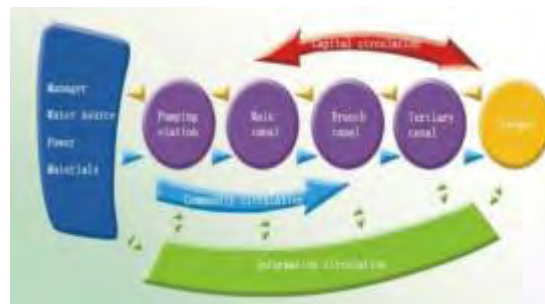 Capital circulation
Manager
Water source
Power
Materials
Pumping
station
Main
canal
Branch
canal
Tertiary
canal
Commodity circulation
Information circulation